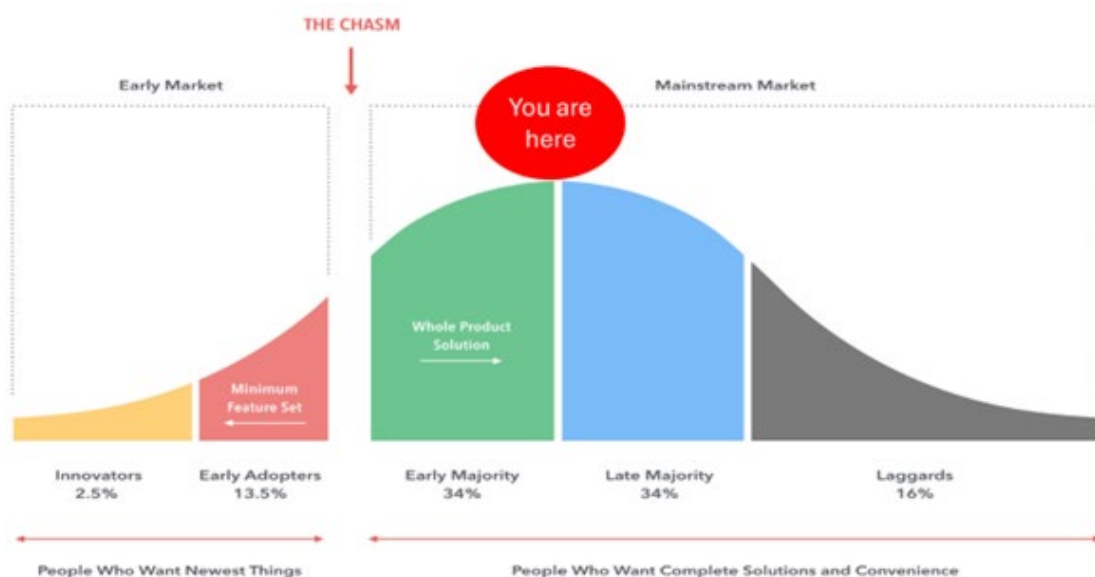 THE CHASM
Early Market
Mainstream Market
You are
here
Whole Product
Solution
Minimum
Feature Set
Innovators
2.5%
Early Adopters
13.5%
Early Majority
34%
Late Majority
34%
Laggards
16%
People Who Want Newest Things
People Who Want Complete Solutions and Convenience